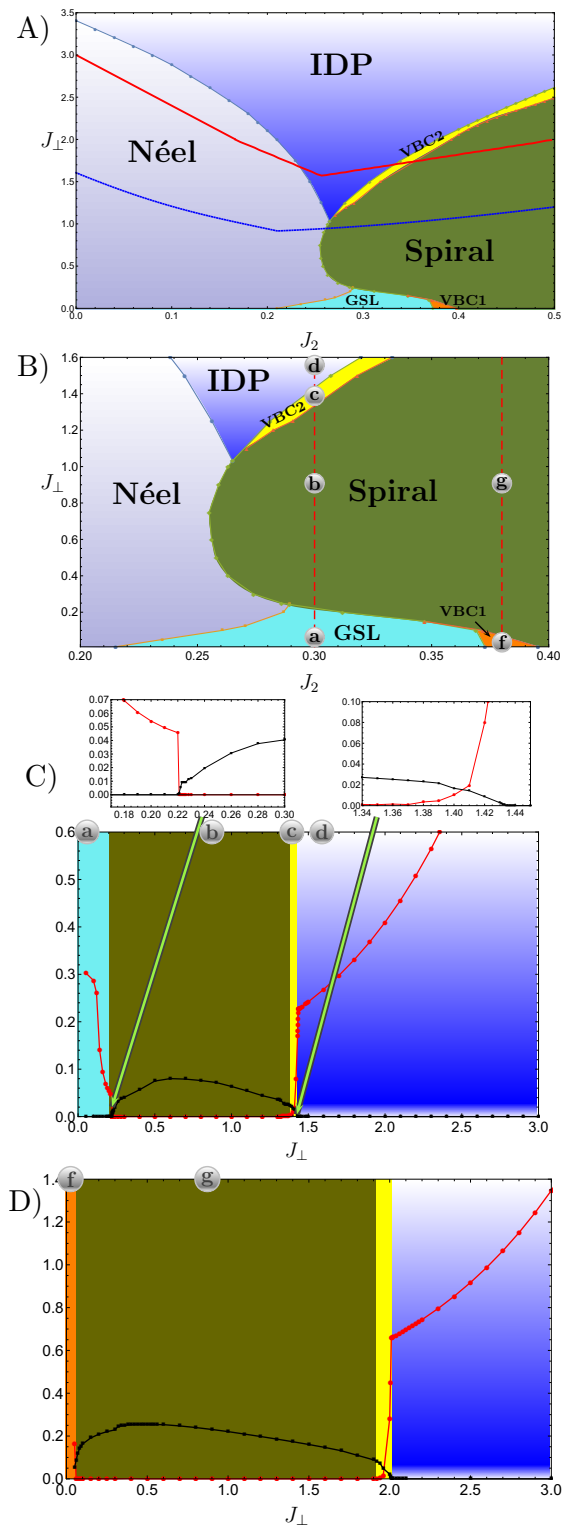 A)
3.5
3.0
2.5
2.0
1.5
1.0
0.5
0.0
J⊥
IDP
Néel
VBC2
Spiral
GSL
VBC1
0.0 0.1 0.2 0.3 0.4 0.5
J2
B)
1.6
1.4
1.2
1.0
0.8
0.6
0.4
0.2
J⊥
IDP
d
c
VBC2
Néel
b
Spiral
g
VBC1
a
GSL
f
0.20 0.25 0.30 0.35 0.40
J2
C)
0.07
0.06
0.05
0.04
0.03
0.02
0.01
0.00
0.18 0.20 0.22 0.24 0.26 0.28 0.30
0.10
0.08
0.06
0.04
0.02
0.00
1.34 1.36 1.38 1.40 1.42 1.44
a b c d
0.6
0.5
0.4
0.3
0.2
0.1
0.0
0.0 0.5 1.0 1.5 2.0 2.5 3.0
J⊥
D)
f g
1.4
1.2
1.0
0.8
0.6
0.4
0.2
0.0
0.0 0.5 1.0 1.5 2.0 2.5 3.0
J⊥